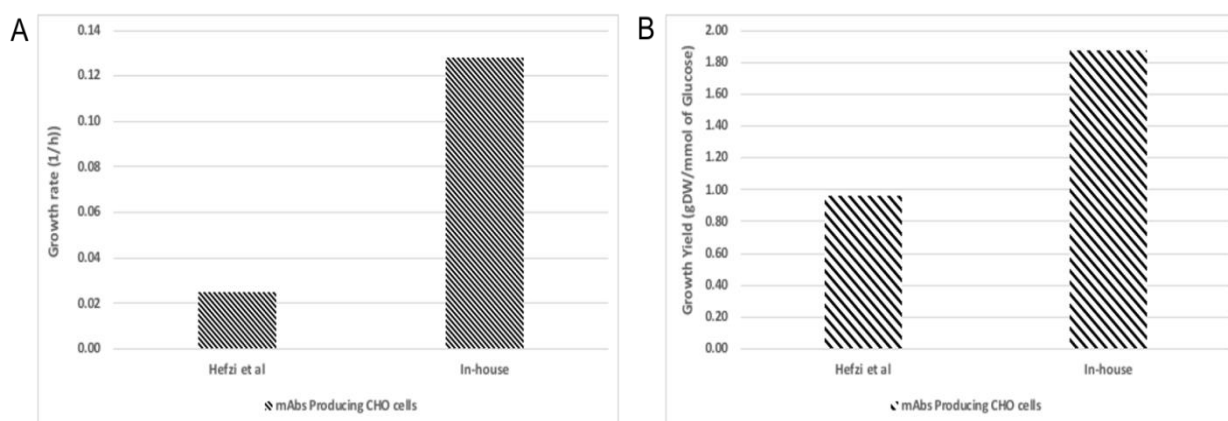 A
0.14
0.12
0.10
0.08
0.06
0.04
0.02
0.00
Growth rate (1/h))
Hefzi et al
In-house
mAbs Producing CHO cells
B
2.00
1.80
1.60
1.40
1.20
1.00
0.80
0.60
0.40
0.20
0.00
Growth Yield (gDW/mmol of Glucose)
Hefzi et al
In-house
mAbs Producing CHO cells